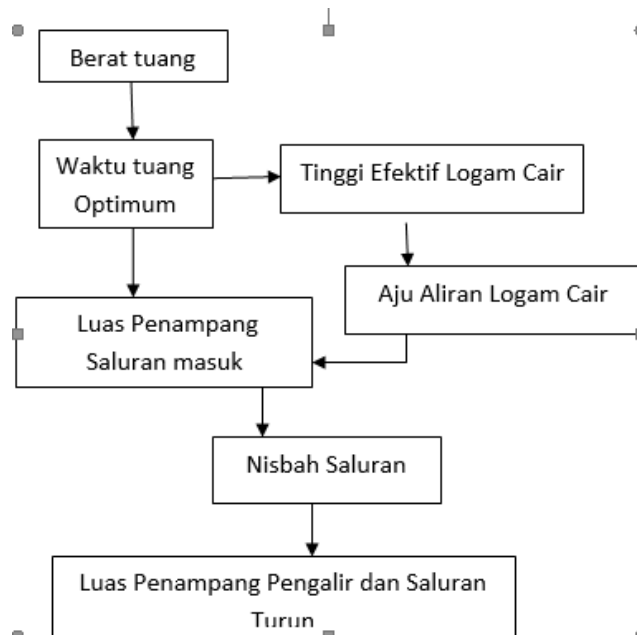 Berat tuang
Waktu tuang
Optimum
Tinggi Efektif Logam Cair
Aju Aliran Logam Cair
Luas Penampang
Saluran masuk
Nisbah Saluran
Luas Penampang Pengalir dan Saluran
Turun